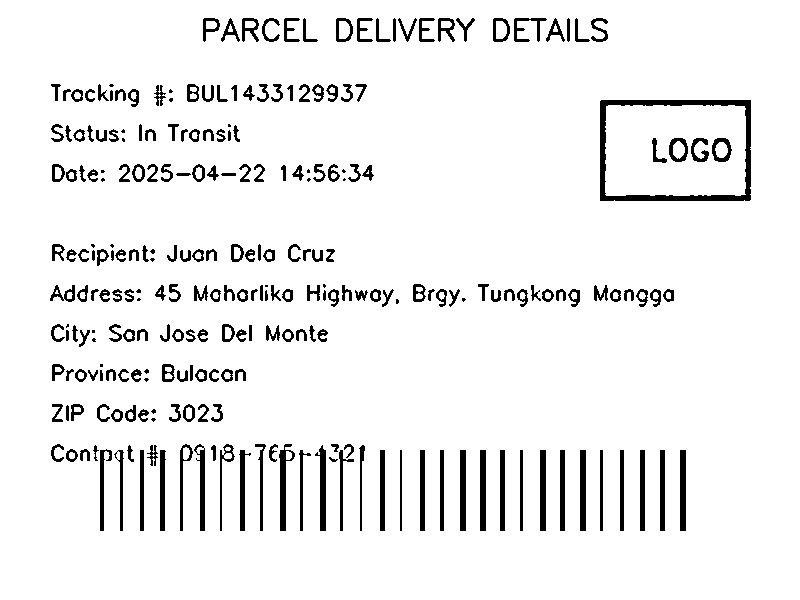 PARCEL DELIVERY DETAILS
Tracking #: BUL1433129937
Status: In Transit
Date: 2025-04-22 14:56:34
LOGO
Recipient: Juan Dela Cruz
Address: 45 Maharlika Highway, Brgy. Tungkong Mangga
City: San Jose Del Monte
Province: Bulacan
ZIP Code: 3023
Contact #: 0918-765-4321